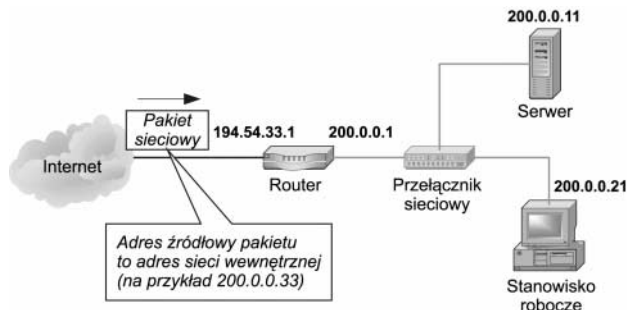 200.0.0.11
Serwer
Pakiet
sieciowy
194.54.33.1
200.0.0.1
Internet
Router
Przełącznik
sieciowy
200.0.0.21
Stanowisko
robocze
Adres źródłowy pakietu
to adres sieci wewnętrznej
(na przykład 200.0.0.33)